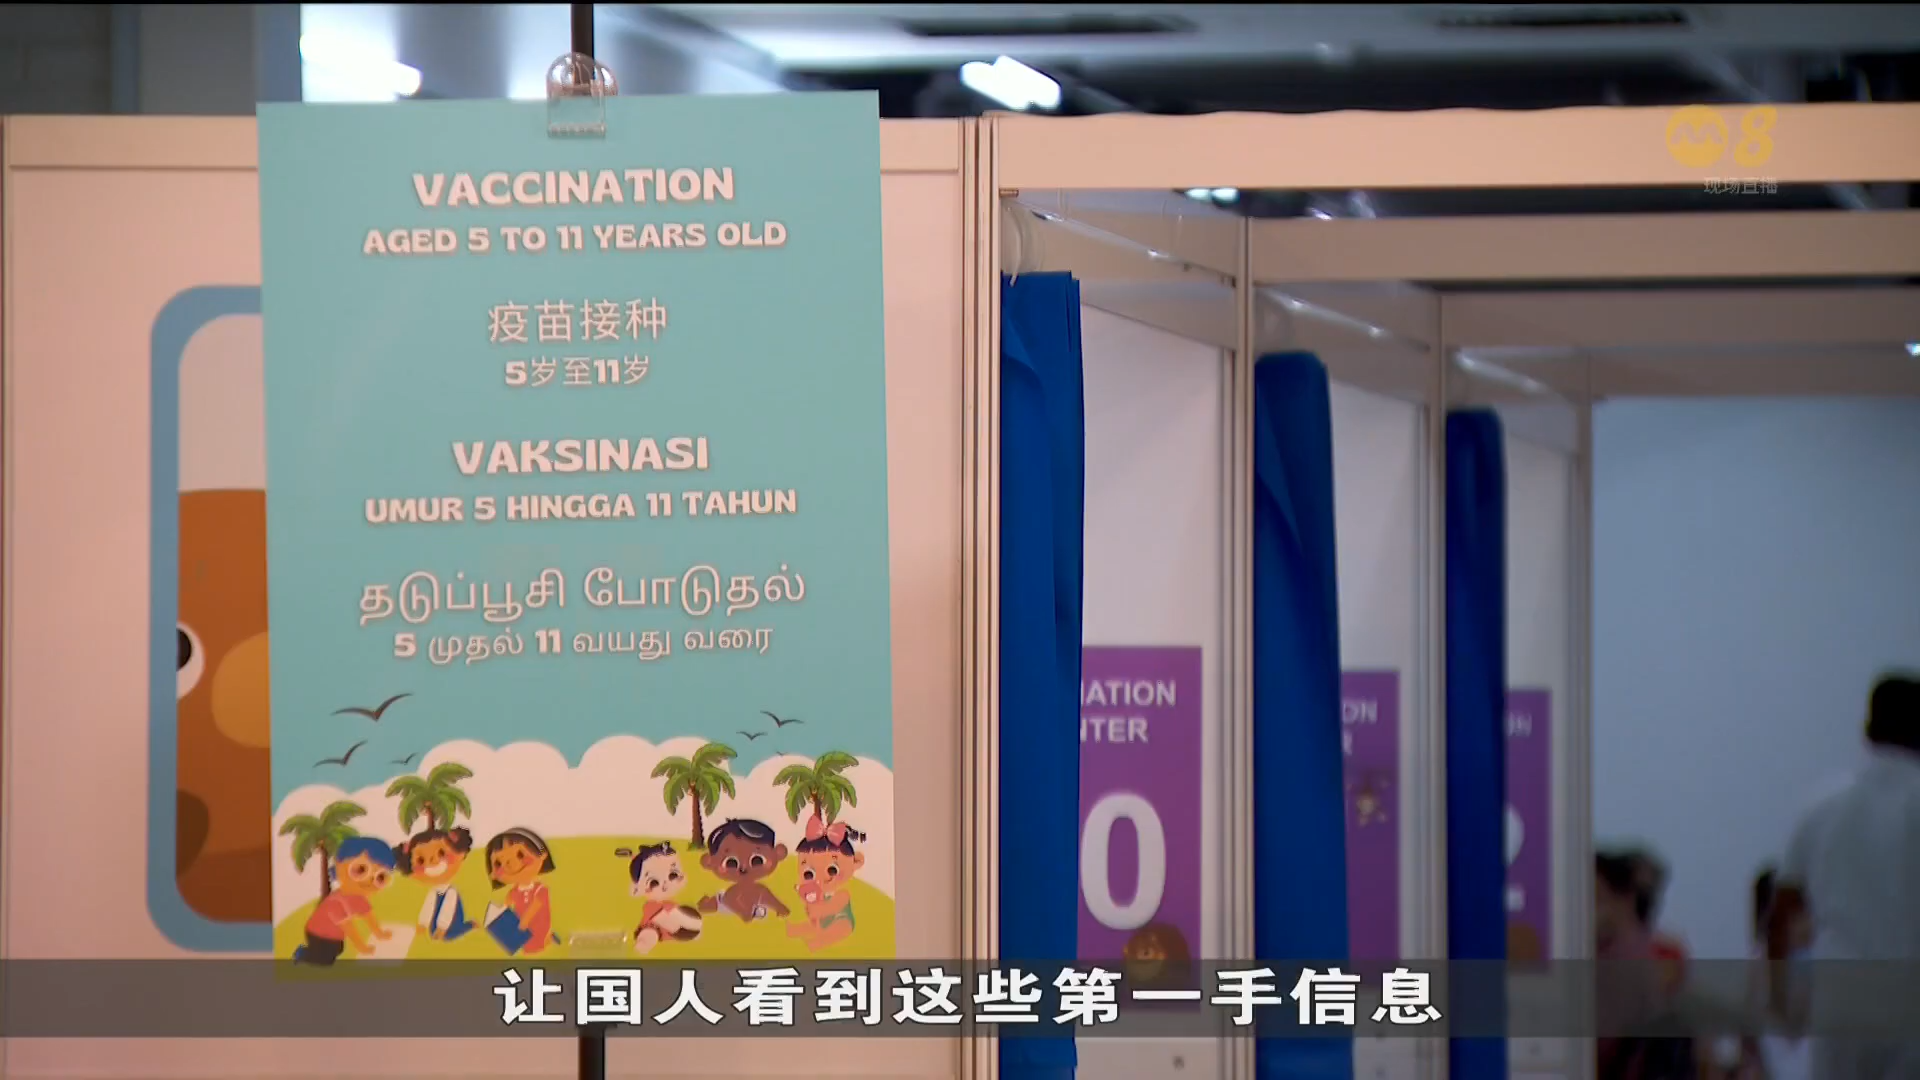 VACCINATION
AGED 5 TO 11 YEARS OLD
疫苗接种
5岁至11岁
VAKSINASI
UMUR 5 HINGGA 11 TAHUN
தடுப்பூசி போடுதல்
5 முதல் 11 வயது வரை
8
现场直播
0
让国人看到这些第一手信息